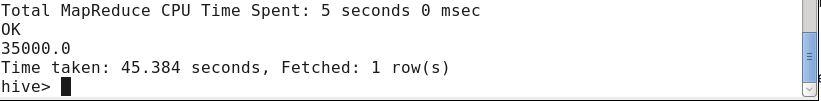 Total MapReduce CPU Time Spent: 5 seconds 0 msec
OK
35000.0
Time taken: 45.384 seconds, Fetched: 1 row(s)
hive>